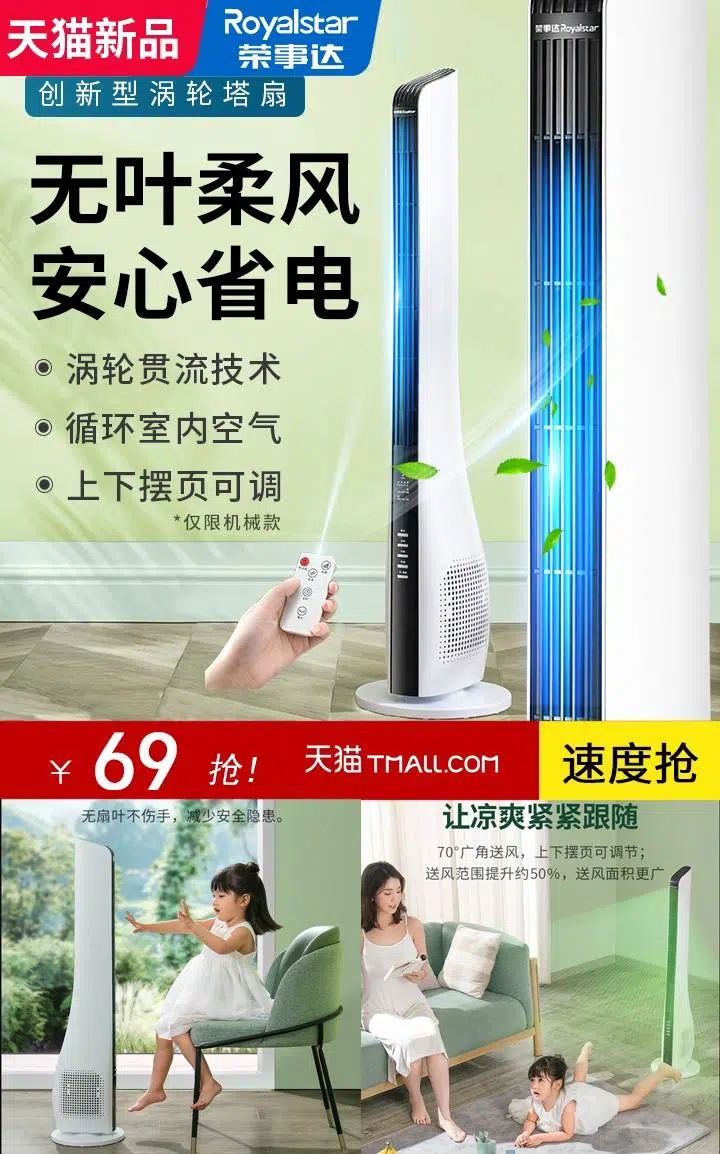 天猫新品
Royalstar
荣事达
创新型涡轮塔扇
荣事达Royalstar
无叶柔风
安心省电
涡轮贯流技术
循环室内空气
上下摆页可调
*仅限机械款
¥ 69 抢!
天猫 TMALL.COM
速度抢
无扇叶不伤手，减少安全隐患。
让凉爽紧紧跟随
70°广角送风，上下摆页可调节；
送风范围提升约50%，送风面积更广